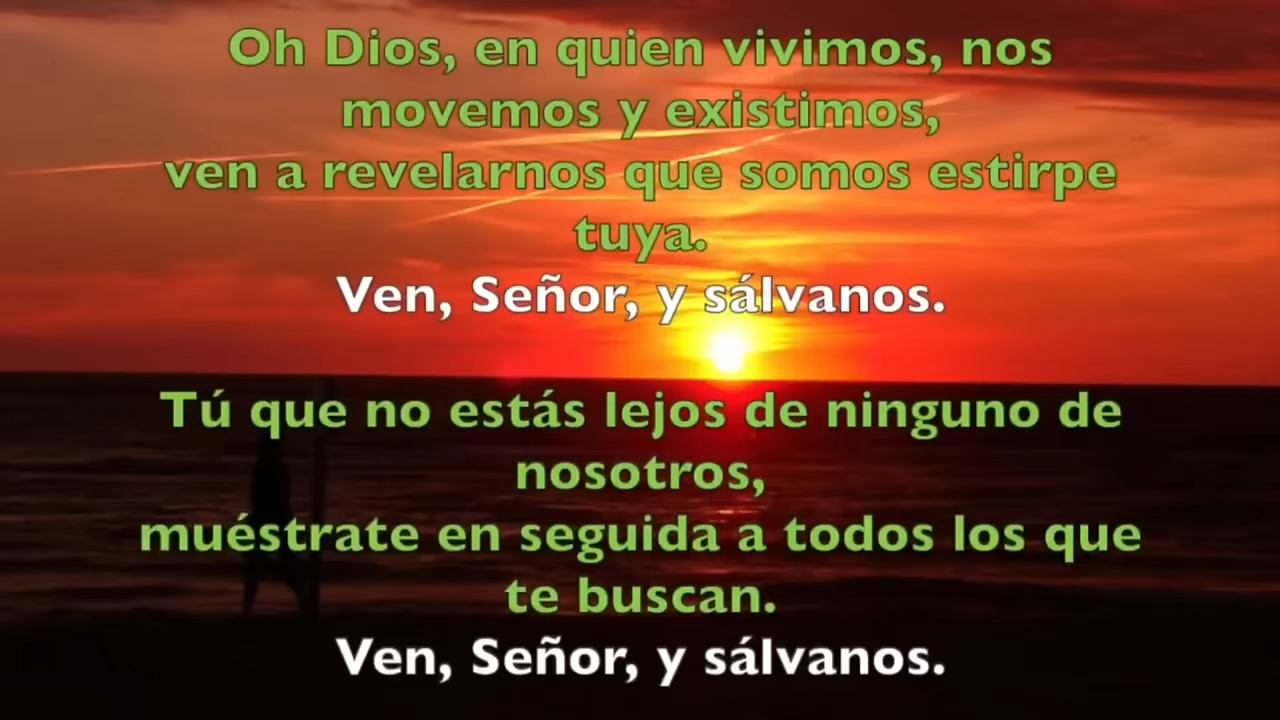 Oh Dios, en quien vivimos, nos
movemos y existimos,
ven a revelarnos que somos estirpe
tuya.
Ven, Señor, y sálvanos.
Tú que no estás lejos de ninguno de
nosotros,
muéstrate en seguida a todos los que
te buscan.
Ven, Señor, y sálvanos.